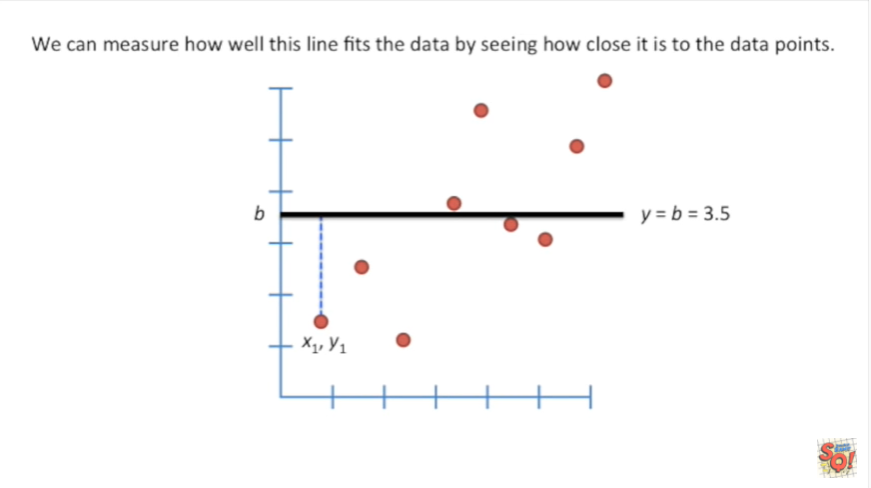 We can measure how well this line fits the data by seeing how close it is to the data points.
b
y = b = 3.5
x₁, y₁
SQ!